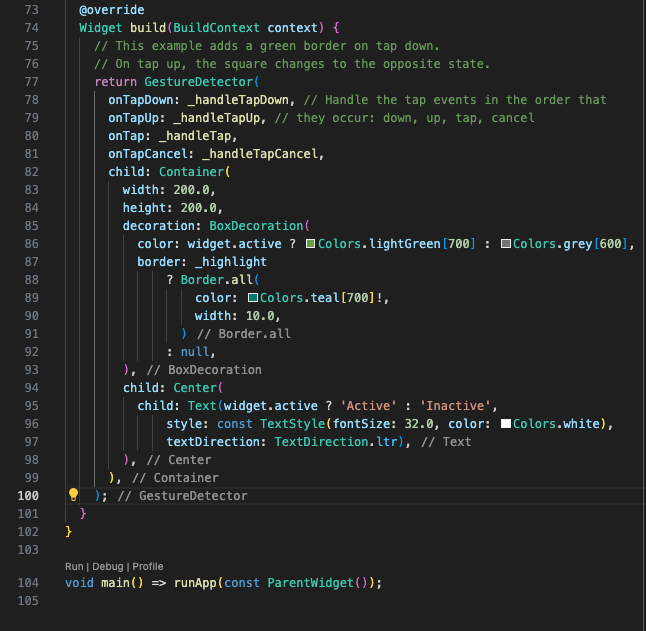 73 @override
74 Widget build(BuildContext context) {
75 // This example adds a green border on tap down.
76 // On tap up, the square changes to the opposite state.
77 return GestureDetector(
78 onTapDown: _handleTapDown, // Handle the tap events in the order that
79 onTapUp: _handleTapUp, // they occur: down, up, tap, cancel
80 onTap: _handleTap,
81 onTapCancel: _handleTapCancel,
82 child: Container(
83 width: 200.0,
84 height: 200.0,
85 decoration: BoxDecoration(
86 color: widget.active ? Colors.lightGreen[700] : Colors.grey[600],
87 border: _highlight
88 ? Border.all(
89 color: Colors.teal[700]!,
90 width: 10.0,
91 ) // Border.all
92 : null,
93 ), // BoxDecoration
94 child: Center(
95 child: Text(widget.active ? 'Active' : 'Inactive',
96 style: const TextStyle(fontSize: 32.0, color: Colors.white),
97 textDirection: TextDirection.ltr), // Text
98 ), // Center
99 ), // Container
100 ); // GestureDetector
101 }
102 }
103
Run | Debug | Profile
104 void main() => runApp(const ParentWidget());
105